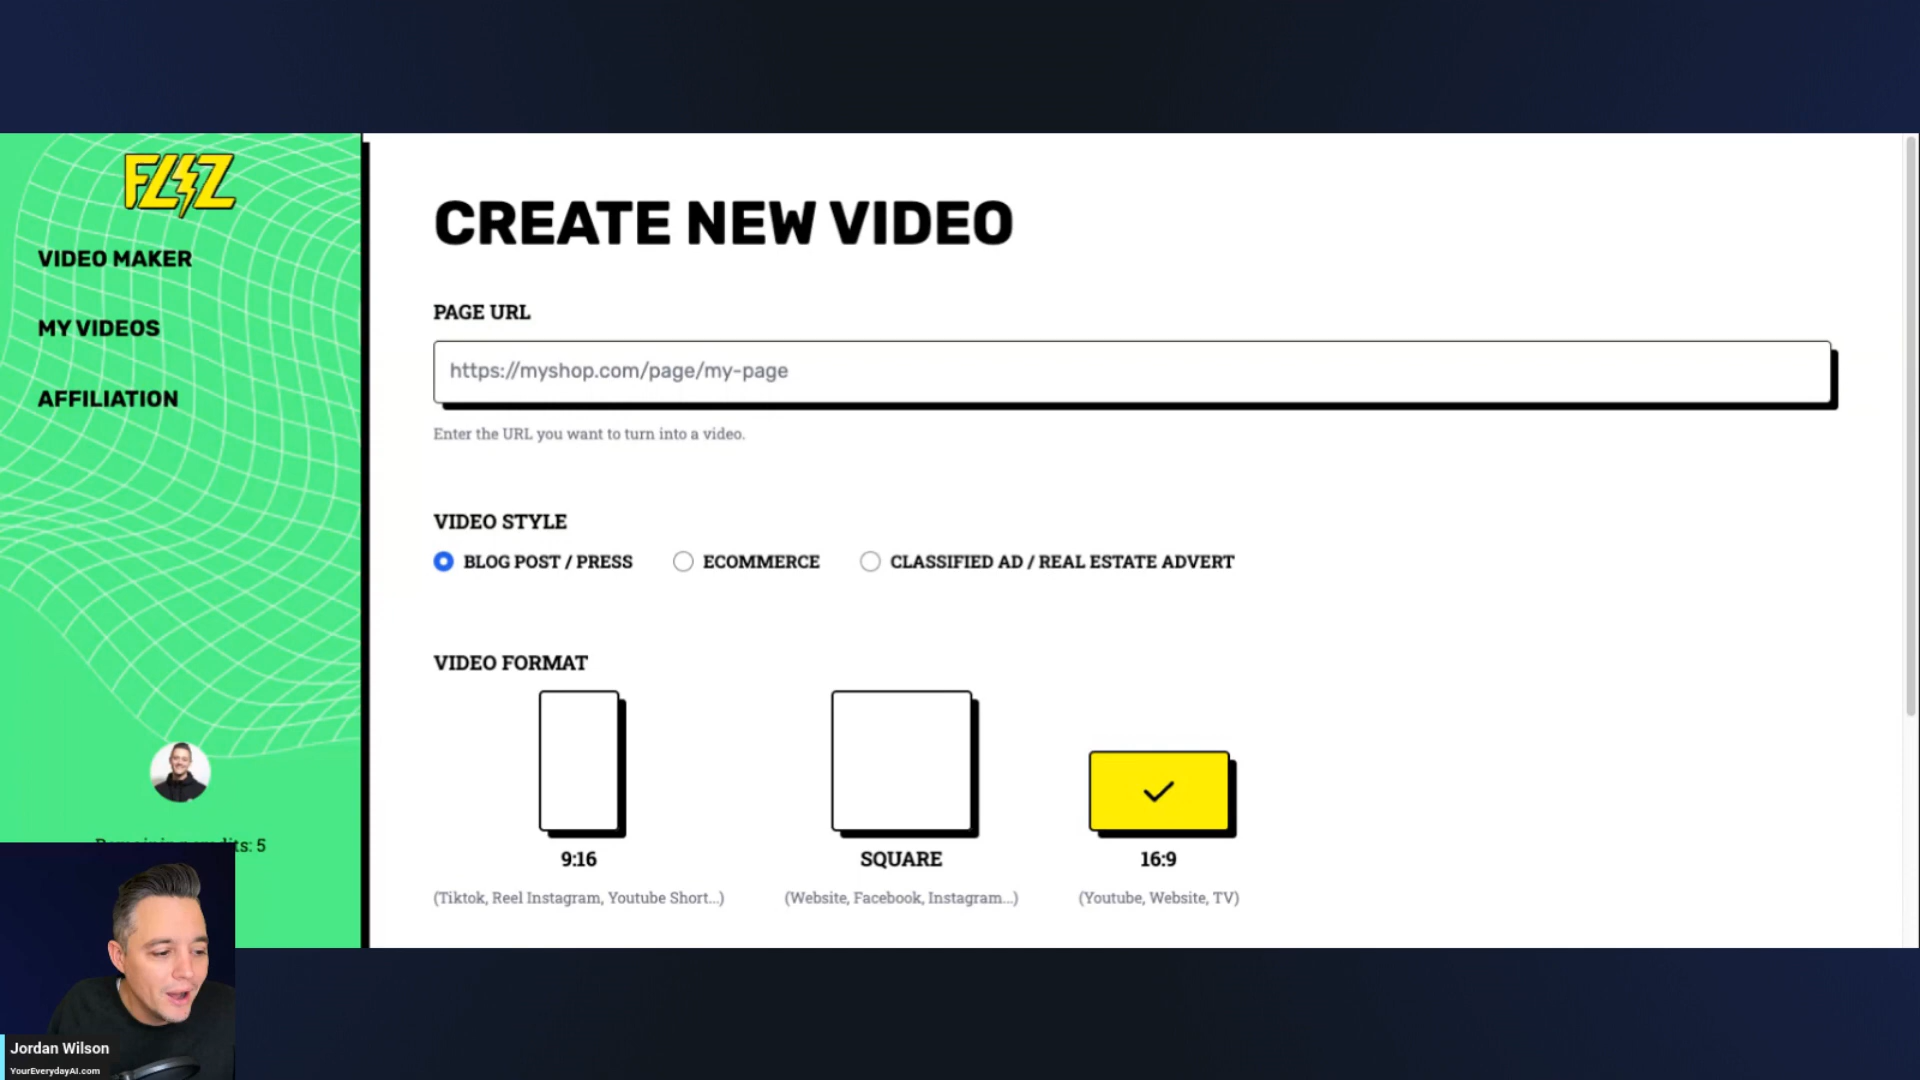 FLIZ
VIDEO MAKER
MY VIDEOS
AFFILIATION
5
Jordan Wilson
YourEverydayAI.com
CREATE NEW VIDEO
PAGE URL
https://myshop.com/page/my-page
Enter the URL you want to turn into a video.
VIDEO STYLE
BLOG POST / PRESS ECOMMERCE CLASSIFIED AD / REAL ESTATE ADVERT
VIDEO FORMAT
9:16 SQUARE 16:9
(Tiktok, Reel Instagram, Youtube Short...) (Website, Facebook, Instagram...) (Youtube, Website, TV)